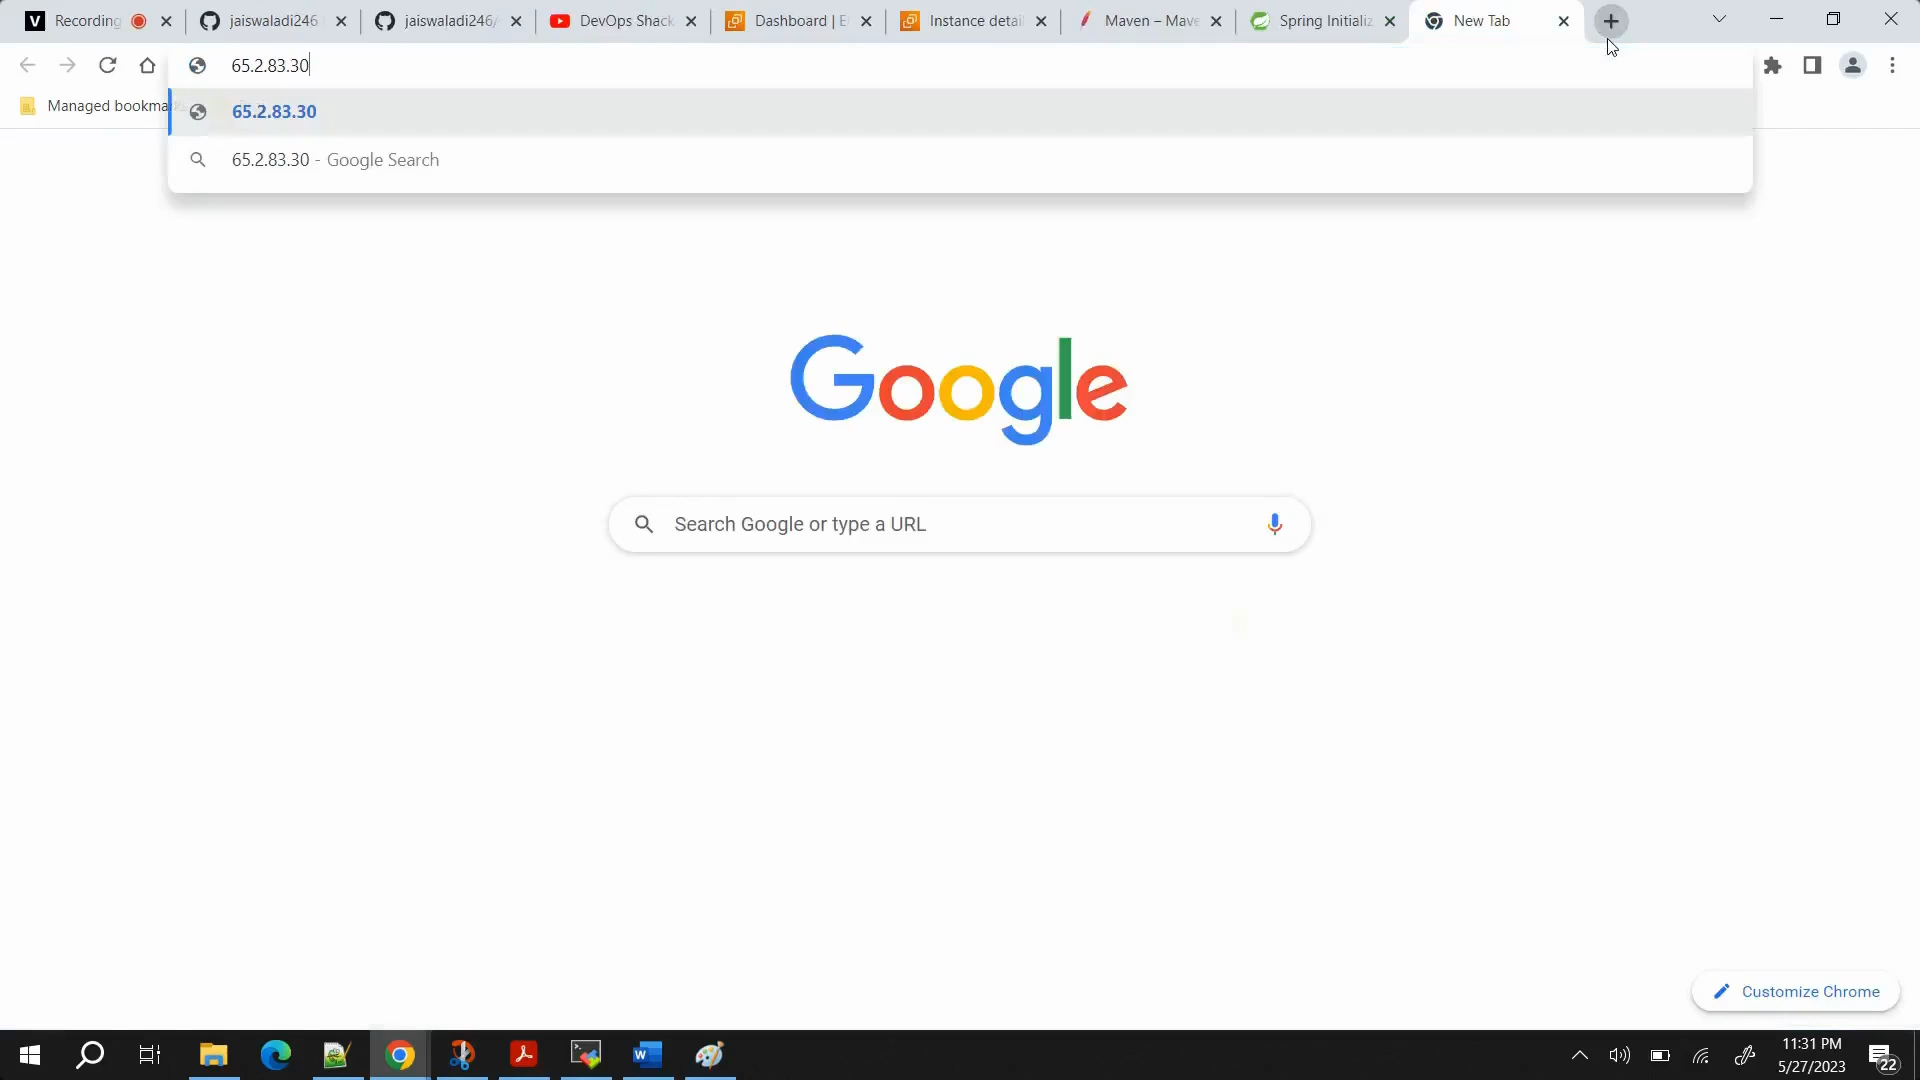 V Recording
jaiswaladi246
jaiswaladi246/
DevOps Shack
Dashboard | E
Instance detail
Maven – Mave
Spring Initializ
New Tab
65.2.83.30
Managed bookmar
65.2.83.30
65.2.83.30 - Google Search
Google
Search Google or type a URL
Customize Chrome
11:31 PM
5/27/2023
22